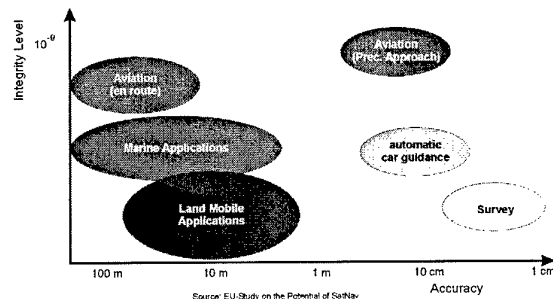 Integrity Level
10⁻⁹
Aviation
(Prec. Approach)
Aviation
(en route)
Marine Applications
automatic
car guidance
Land Mobile
Applications
Survey
100 m
10 m
1 m
10 cm
1 cm
Accuracy
Source: EU-Study on the Potential of SatNav